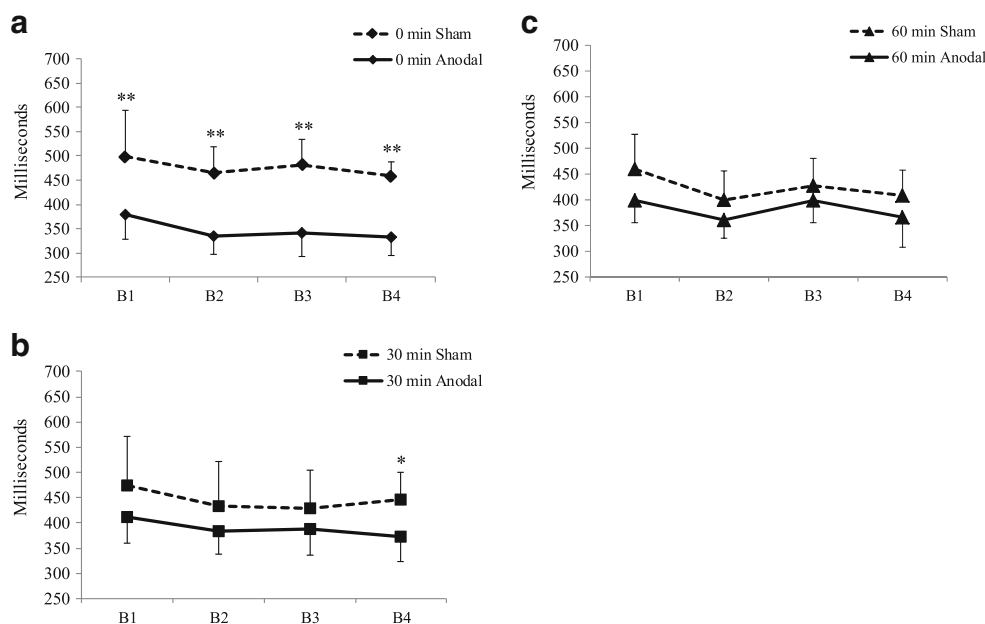 a
0 min Sham
0 min Anodal
700
650
600
550
500
450
400
350
300
250
Milliseconds
**
**
**
**
B1 B2 B3 B4
b
30 min Sham
30 min Anodal
700
650
600
550
500
450
400
350
300
250
Milliseconds
*
B1 B2 B3 B4
c
60 min Sham
60 min Anodal
700
650
600
550
500
450
400
350
300
250
Milliseconds
B1 B2 B3 B4